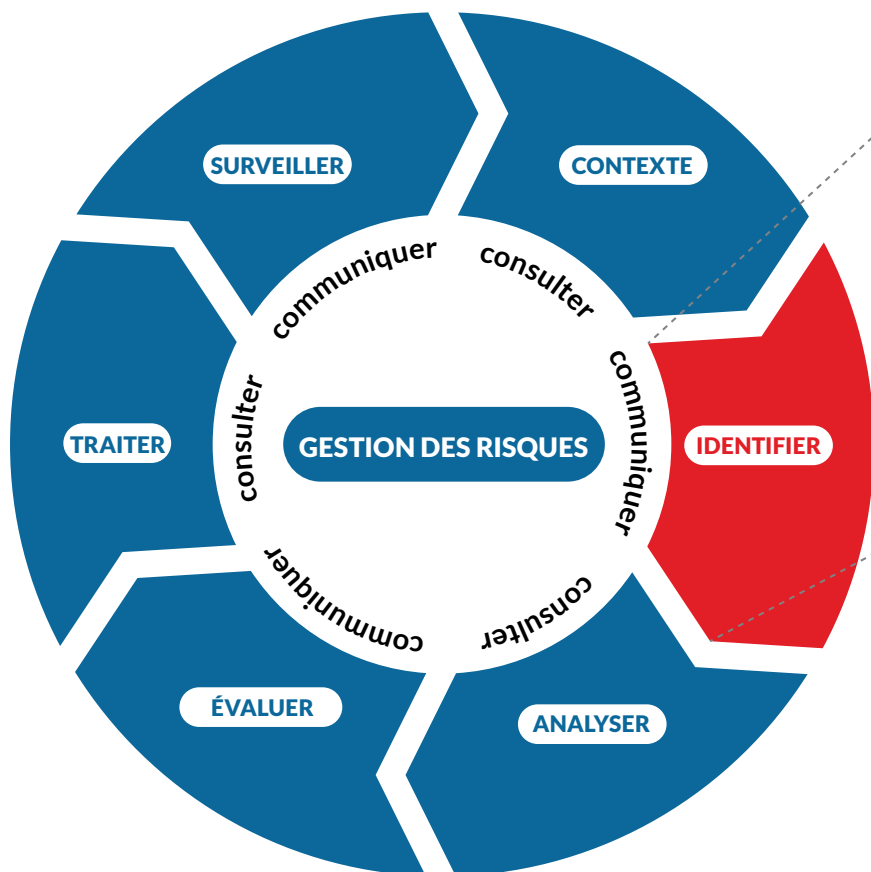 SURVEILLER
CONTEXTE
communiquer
consulter
communiquer
IDENTIFIER
GESTION DES RISQUES
consulter
TRAITER
communiquer
consulter
ÉVALUER
ANALYSER